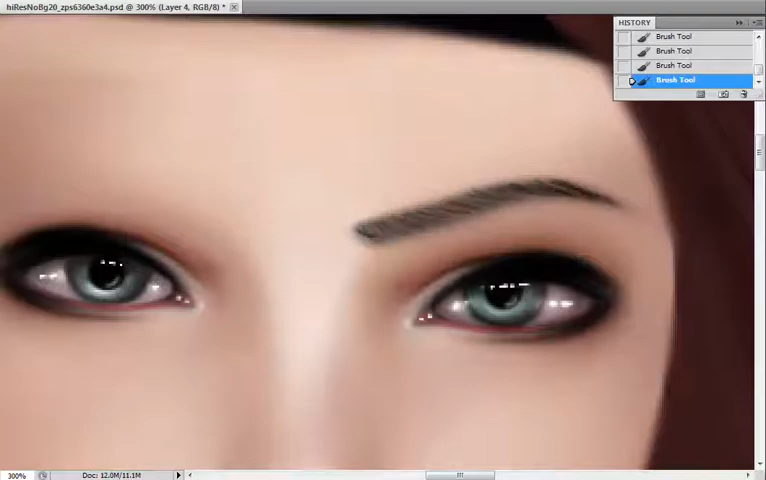 hiResNoBg20_zps6360e3a4.psd @ 300% (Layer 4, RGB/8) *
HISTORY
Brush Tool
Brush Tool
Brush Tool
Brush Tool
300%
Doc: 12.0M/11.1M